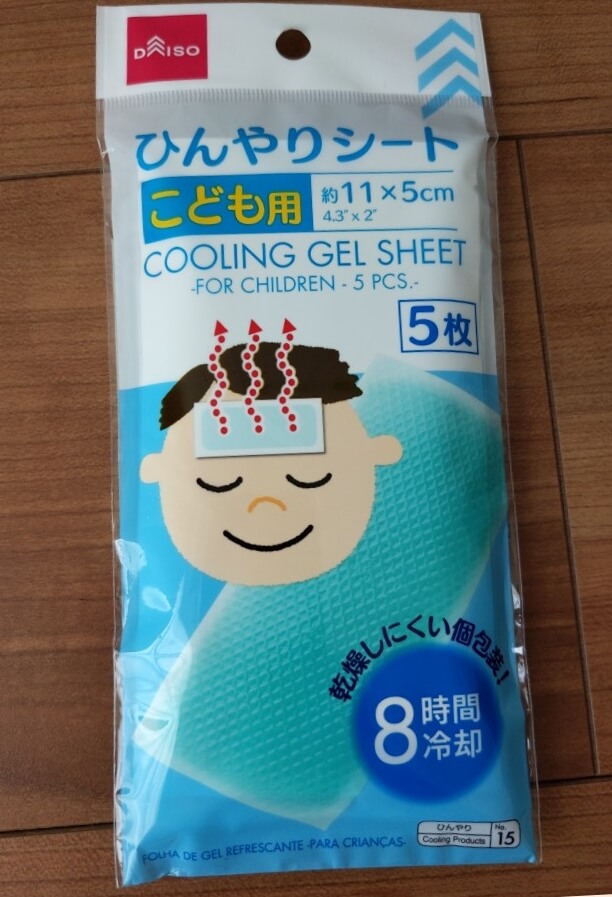 DAISO
ひんやりシート
こども用
約11×5cm
4.3" x 2"
COOLING GEL SHEET
-FOR CHILDREN - 5 PCS.-
5枚
乾燥しにくい個包装!
8時間
冷却
ひんやり
Cooling Products
No.
15
FOLHA DE GEL REFRESCANTE -PARA CRIANÇAS-